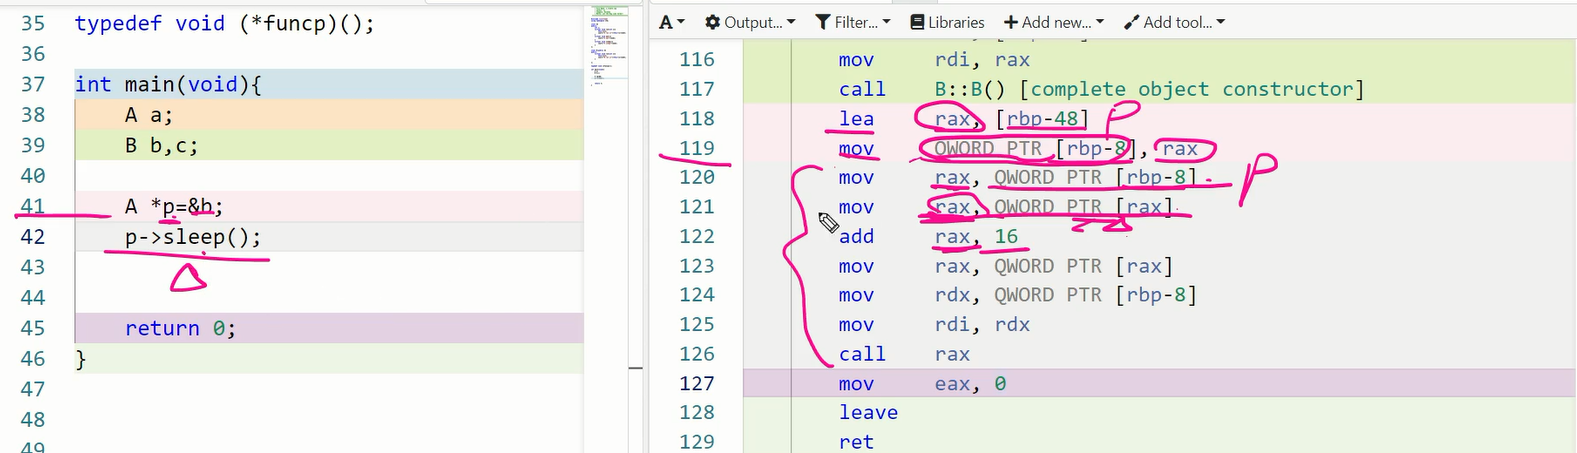 35 typedef void (*funcp)();
36
37 int main(void){
38 A a;
39 B b,c;
40
41 A *p=&b;
42 p->sleep();
43
44
45 return 0;
46 }
47
48
A Output... Filter... Libraries + Add new... Add tool...
116 mov rdi, rax
117 call B::B() [complete object constructor]
118 lea rax, [rbp-48] P
119 mov QWORD PTR [rbp-8], rax
120 mov rax, QWORD PTR [rbp-8] P
121 mov rax, QWORD PTR [rax]
122 add rax, 16
123 mov rax, QWORD PTR [rax]
124 mov rdx, QWORD PTR [rbp-8]
125 mov rdi, rdx
126 call rax
127 mov eax, 0
128 leave
129 ret